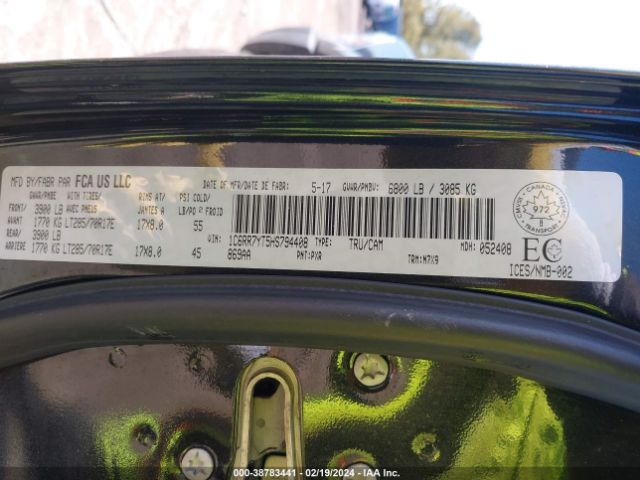 MFD BY/FABR PAR FCA US LLC DATE OF MFR/DATE DE FABR: 5-17 GVWR/PNBV: 6800 LB / 3085 KG
GAWR/PNBE WITH TIRES/ RIMS AT/ PSI COLD/
FRONT/ 3900 LB AVEC PNEUS JANTES A LB/PO² FROID
AVANT 1770 KG LT285/70R17E 17X8.0 55
VIN: 1C6RR7YT5HS794408 TYPE: TRU/CAM MDH: 052408
REAR/ 3900 LB
ARRIERE 1770 KG LT285/70R17E 17X8.0 45
869AA PNT:PXR TRM:M7X9
CANADA
972
EC
ICES/NMB-002
000-38783441 - 02/19/2024 - IAA Inc.